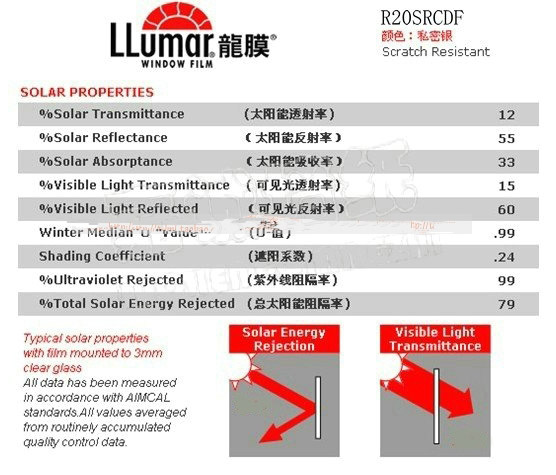 LLumar® 龍膜®
WINDOW FILM
R20SRCDF
颜色：私密银
Scratch Resistant
SOLAR PROPERTIES
%Solar Transmittance (太阳能透射率) 12
%Solar Reflectance (太阳能反射率) 55
%Solar Absorptance (太阳能吸收率) 33
%Visible Light Transmittance (可见光透射率) 15
%Visible Light Reflected (可见光反射率) 60
Winter Median "U "Value" (U-值) .99
Shading Coefficient (遮阳系数) .24
%Ultraviolet Rejected (紫外线阻隔率) 99
%Total Solar Energy Rejected (总太阳能阻隔率) 79
Typical solar properties
with film mounted to 3mm
clear glass
All data has been measured
in accordance with AIMCAL
standards.All values averaged
from routinely accumulated
quality control data.
Solar Energy
Rejection
Visible Light
Transmittance